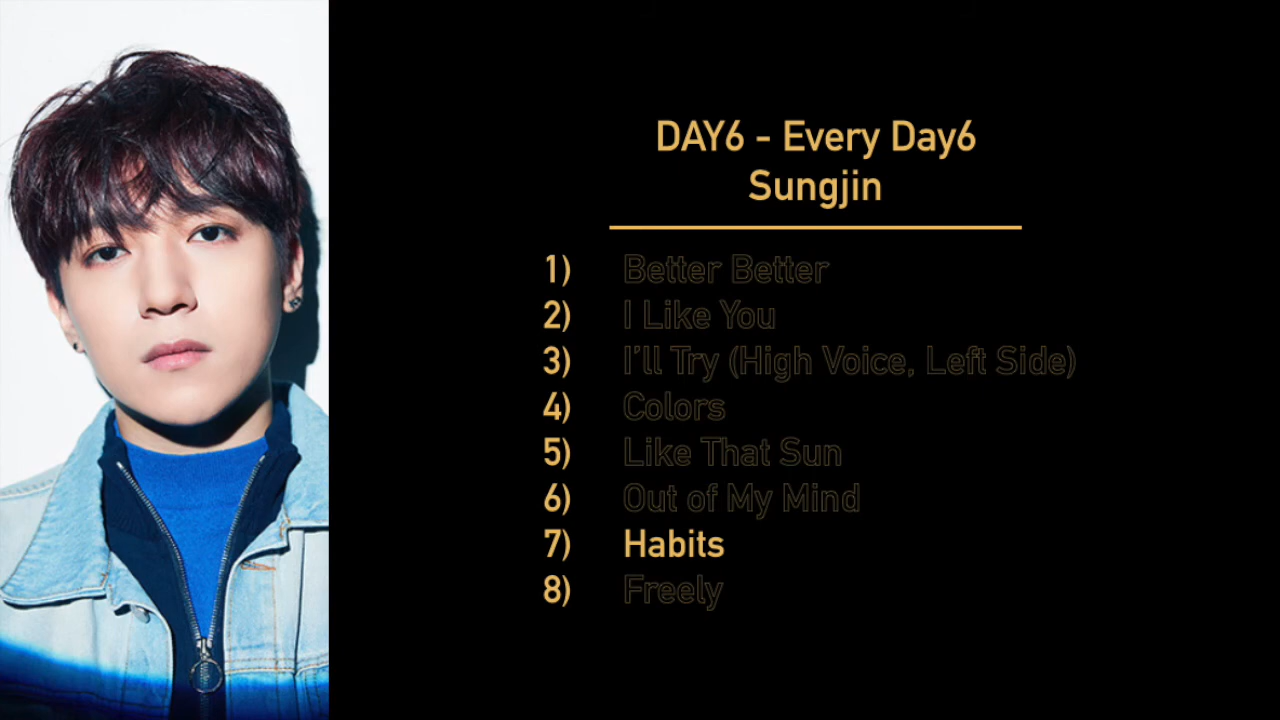 DAY6 - Every Day6
Sungjin
1) Better Better
2) I Like You
3) I'll Try (High Voice, Left Side)
4) Colors
5) Like That Sun
6) Out of My Mind
7) Habits
8) Freely